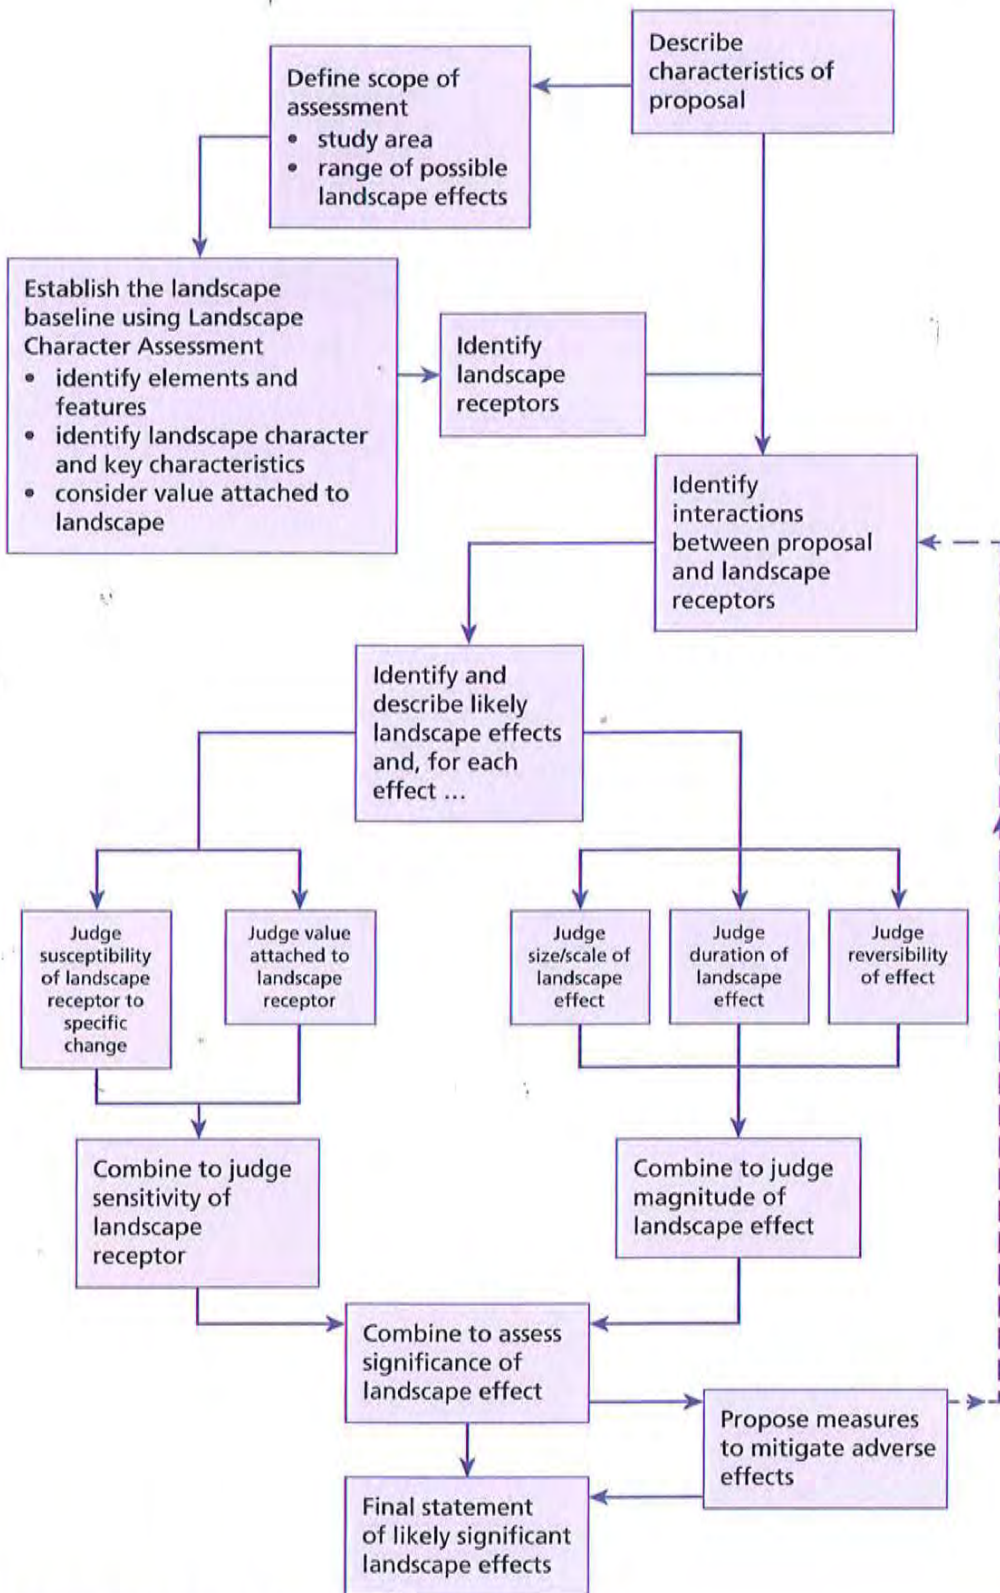 Describe
characteristics of
proposal
Define scope of
assessment
• study area
• range of possible
landscape effects
Establish the landscape
baseline using Landscape
Character Assessment
• identify elements and
features
• identify landscape character
and key characteristics
• consider value attached to
landscape
Identify
landscape
receptors
Identify
interactions
between proposal
and landscape
receptors
Identify and
describe likely
landscape effects
and, for each
effect ...
Judge
susceptibility
of landscape
receptor to
specific
change
Judge value
attached to
landscape
receptor
Judge
size/scale of
landscape
effect
Judge
duration of
landscape
effect
Judge
reversibility
of effect
Combine to judge
sensitivity of
landscape
receptor
Combine to judge
magnitude of
landscape effect
Combine to assess
significance of
landscape effect
Propose measures
to mitigate adverse
effects
Final statement
of likely significant
landscape effects